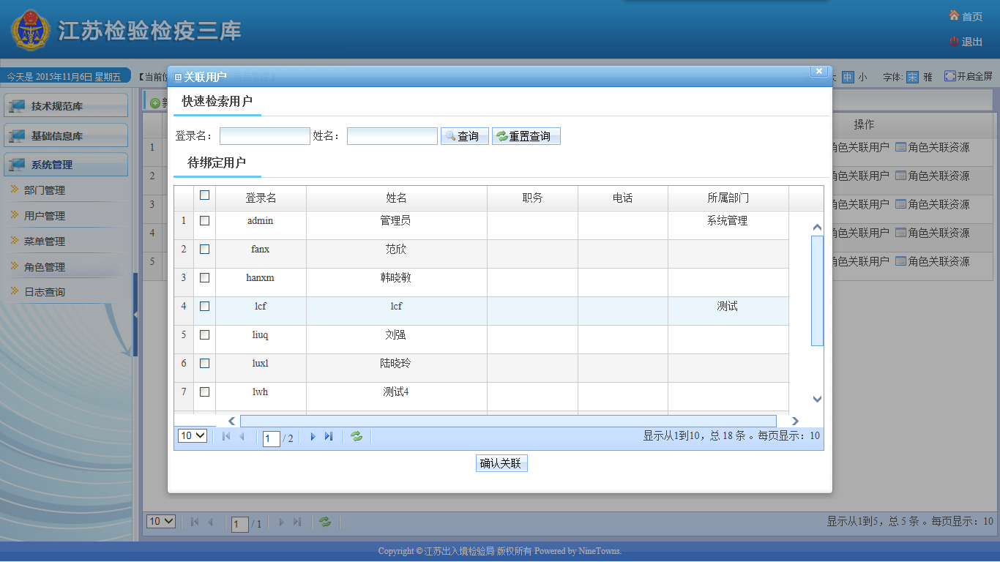 江苏检验检疫三库
首页
退出
今天是 2015年11月6日 星期五
【当前位
中 小 字体: 宋 雅 开启全屏
技术规范库
基础信息库
系统管理
部门管理
用户管理
菜单管理
角色管理
日志查询
操作
1 角色关联用户 角色关联资源
2 角色关联用户 角色关联资源
3 角色关联用户 角色关联资源
4 角色关联用户 角色关联资源
5 角色关联用户 角色关联资源
关联用户
快速检索用户
登录名： 姓名： 查询 重置查询
待绑定用户
登录名 姓名 职务 电话 所属部门
1 admin 管理员 系统管理
2 fanx 范欣
3 hanxm 韩晓敏
4 lcf lcf 测试
5 liuq 刘强
6 luxl 陆晓玲
7 lwh 测试4
10 1 / 2 显示从1到10，总 18 条 。每页显示：10
确认关联
10 1 / 1 显示从1到5，总 5 条 。每页显示：10
Copyright © 江苏出入境检验局 版权所有 Powered by NineTowns.